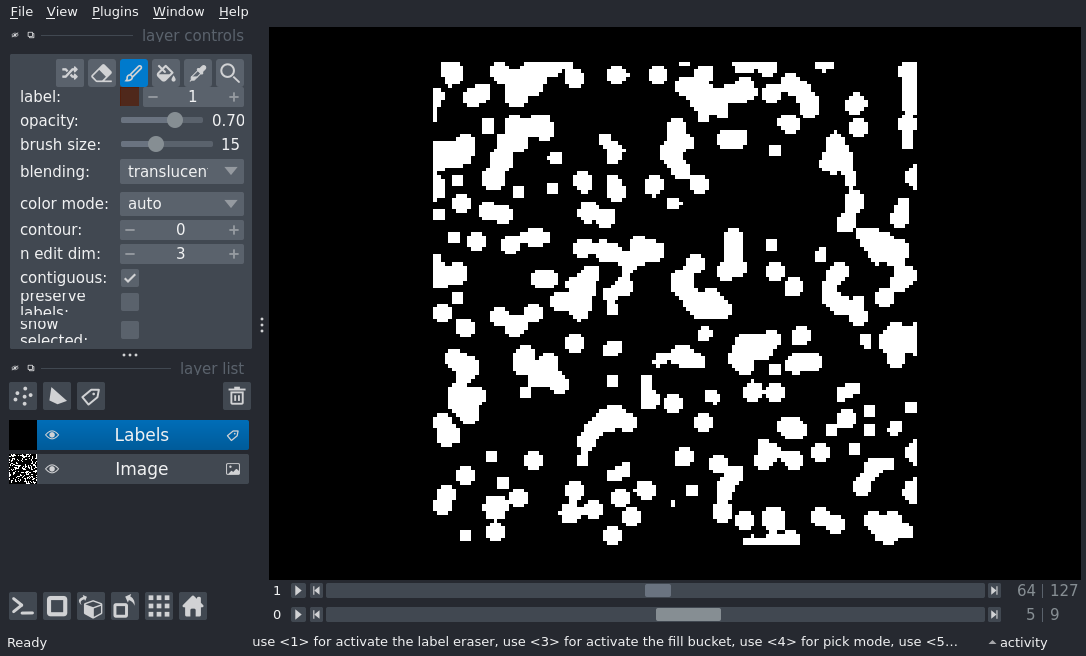 File View Plugins Window Help
layer controls
label: 1
opacity: 0.70
brush size: 15
blending: translucen
color mode: auto
contour: 0
n edit dim: 3
contiguous:
preserve
labels:
show
selected:
layer list
Labels
Image
1 64 | 127
0 5 | 9
Ready use <1> for activate the label eraser, use <3> for activate the fill bucket, use <4> for pick mode, use <5... activity